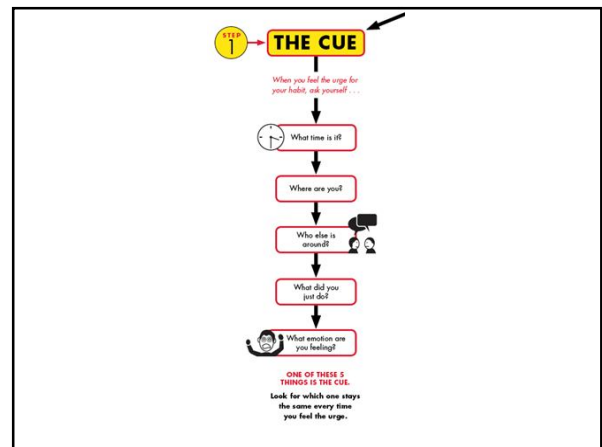 STEP
1
THE CUE
When you feel the urge for
your habit, ask yourself . . .
What time is it?
Where are you?
Who else is
around?
What did you
just do?
What emotion are
you feeling?
ONE OF THESE 5
THINGS IS THE CUE.
Look for which one stays
the same every time
you feel the urge.